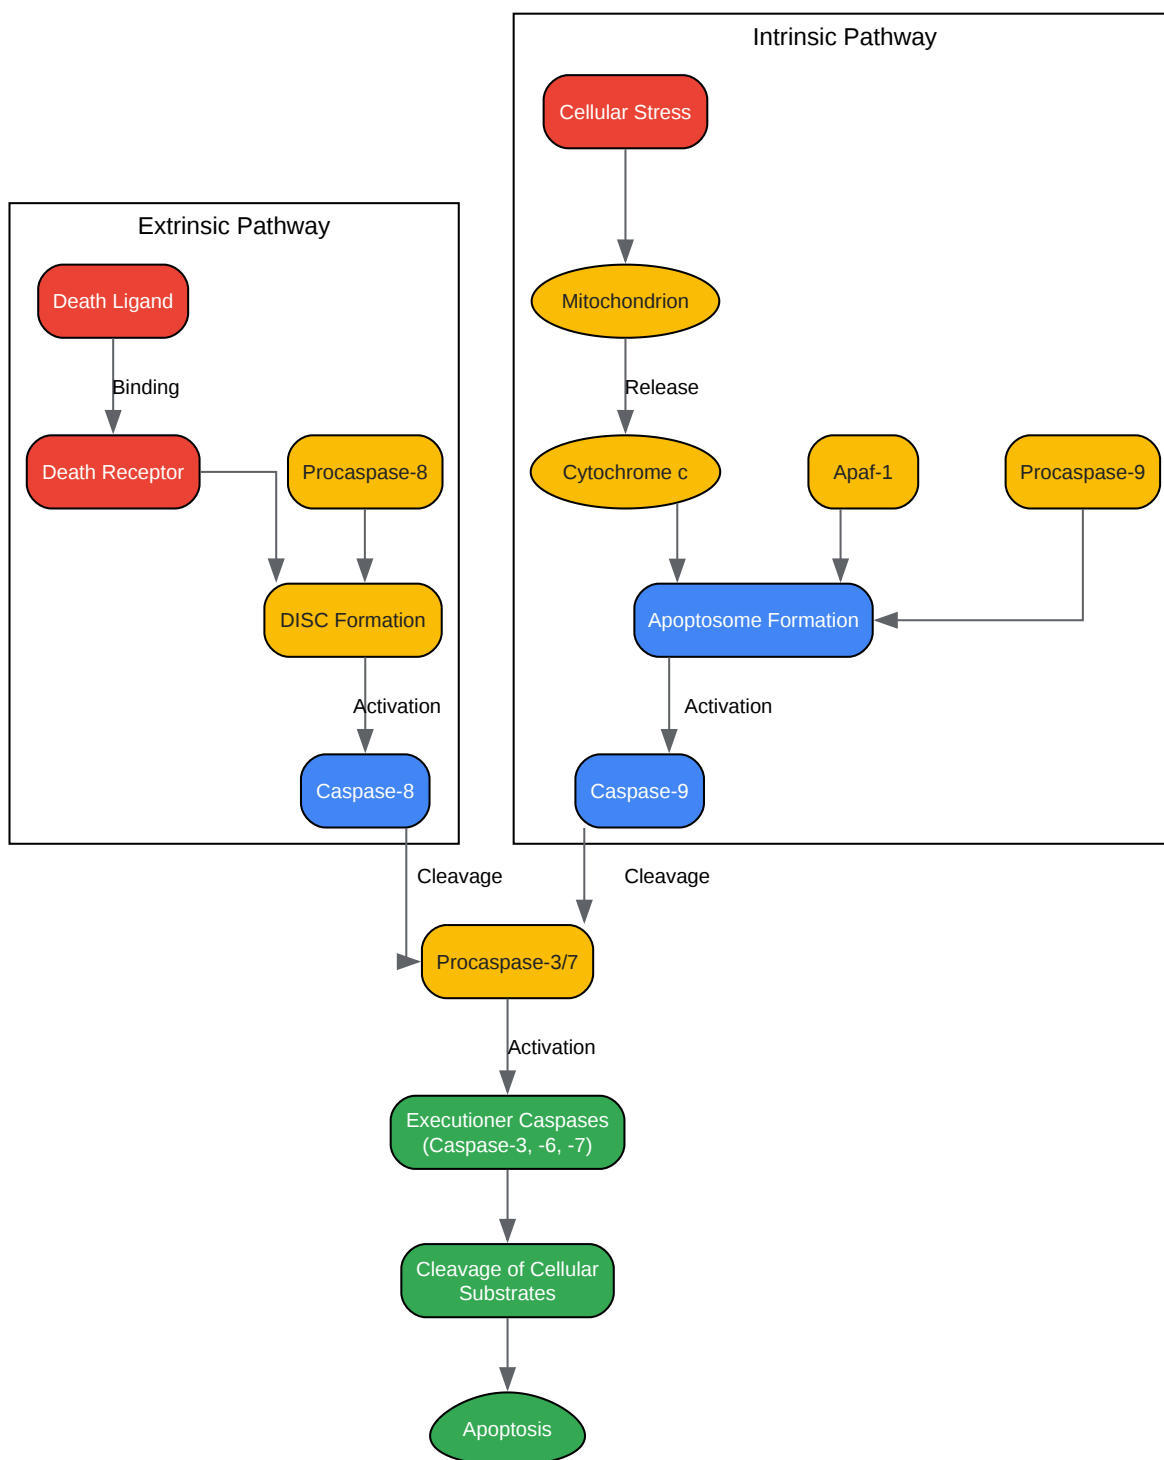 Intrinsic Pathway
Cellular Stress
Extrinsic Pathway
Death Ligand
Mitochondrion
Binding
Release
Death Receptor
Procaspase-8
Cytochrome c
Apaf-1
Procaspase-9
DISC Formation
Apoptosome Formation
Activation
Activation
Caspase-8
Caspase-9
Cleavage
Cleavage
Procaspase-3/7
Activation
Executioner Caspases
(Caspase-3, -6, -7)
Cleavage of Cellular
Substrates
Apoptosis